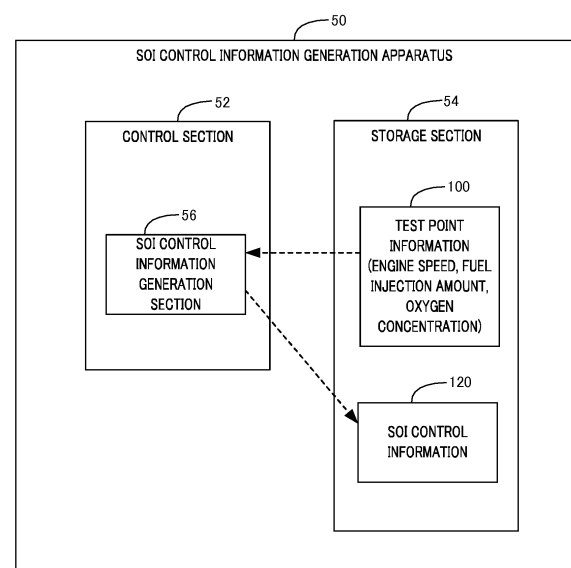 50
SOI CONTROL INFORMATION GENERATION APPARATUS
52
CONTROL SECTION
56
SOI CONTROL
INFORMATION
GENERATION
SECTION
54
STORAGE SECTION
100
TEST POINT
INFORMATION
(ENGINE SPEED, FUEL
INJECTION AMOUNT,
OXYGEN
CONCENTRATION)
120
SOI CONTROL
INFORMATION